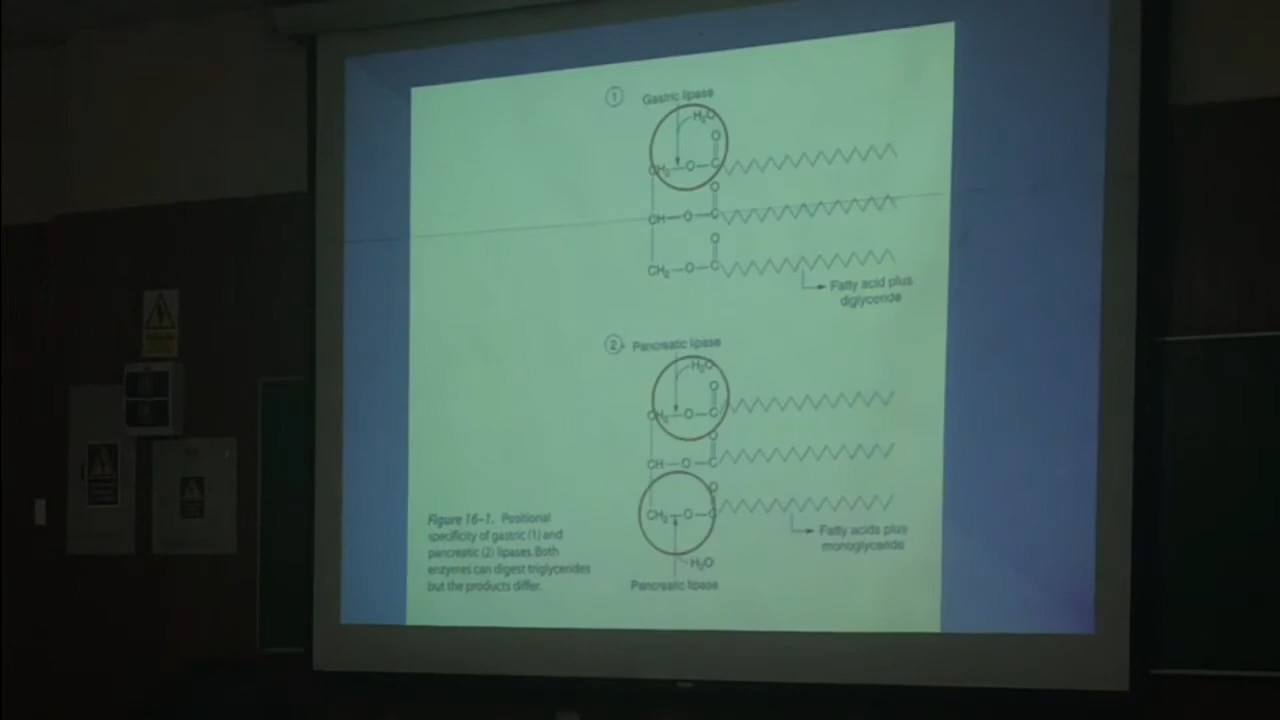 ① Gastric lipase
H₂O
O
CH₂—O—C
O
CH—O—C
O
CH₂—O—C
Fatty acid plus
diglyceride
②. Pancreatic lipase
H₂O
O
CH₂—O—C
O
CH—O—C
O
CH₂—O—C
Fatty acids plus
monoglyceride
H₂O
Pancreatic lipase
Figure 16–1. Positional
specificity of gastric (1) and
pancreatic (2) lipases. Both
enzymes can digest triglycerides
but the products differ.